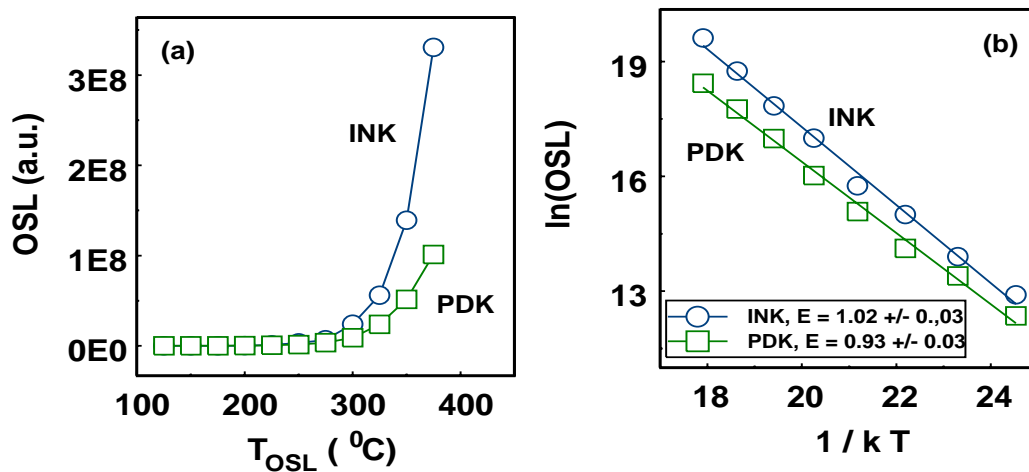 (a)
3E8
2E8
1E8
0E0
OSL (a.u.)
INK
PDK
100
200
300
400
T_OSL ( ⁰C)
(b)
19
16
13
ln(OSL)
INK
PDK
INK, E = 1.02 +/- 0.,03
PDK, E = 0.93 +/- 0.03
18
20
22
24
1 / k T